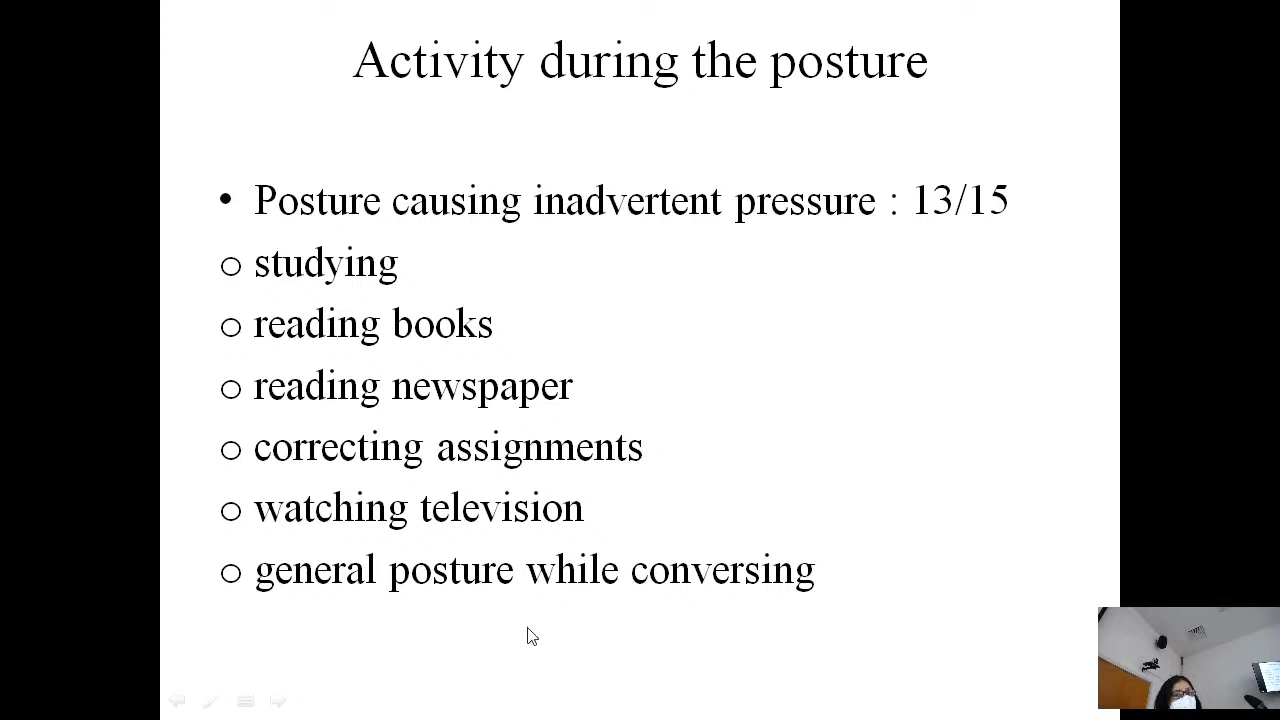 Activity during the posture
• Posture causing inadvertent pressure : 13/15
o studying
o reading books
o reading newspaper
o correcting assignments
o watching television
o general posture while conversing